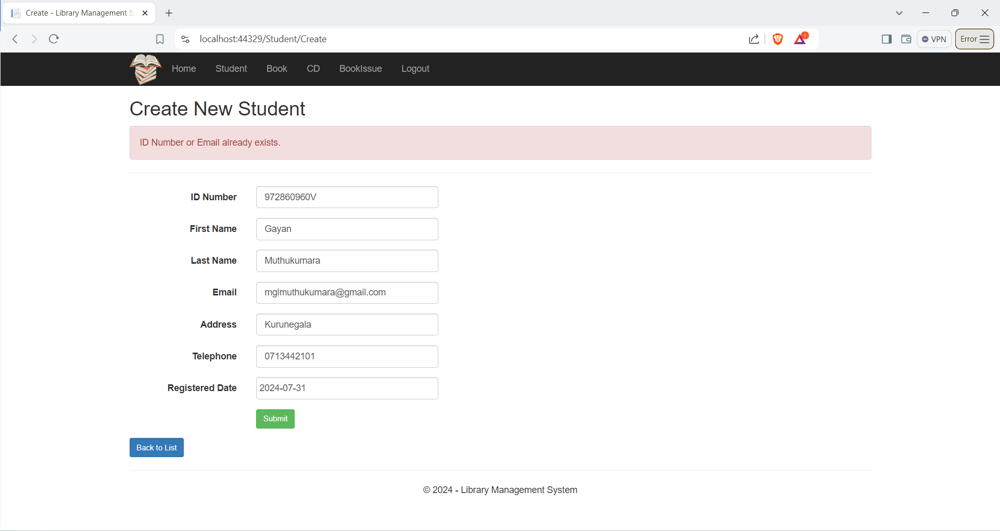 Create - Library Management S
localhost:44329/Student/Create
1
VPN
Error
Home Student Book CD BookIssue Logout
Create New Student
ID Number or Email already exists.
ID Number 972860960V
First Name Gayan
Last Name Muthukumara
Email mglmuthukumara@gmail.com
Address Kurunegala
Telephone 0713442101
Registered Date 2024-07-31
Submit
Back to List
© 2024 - Library Management System